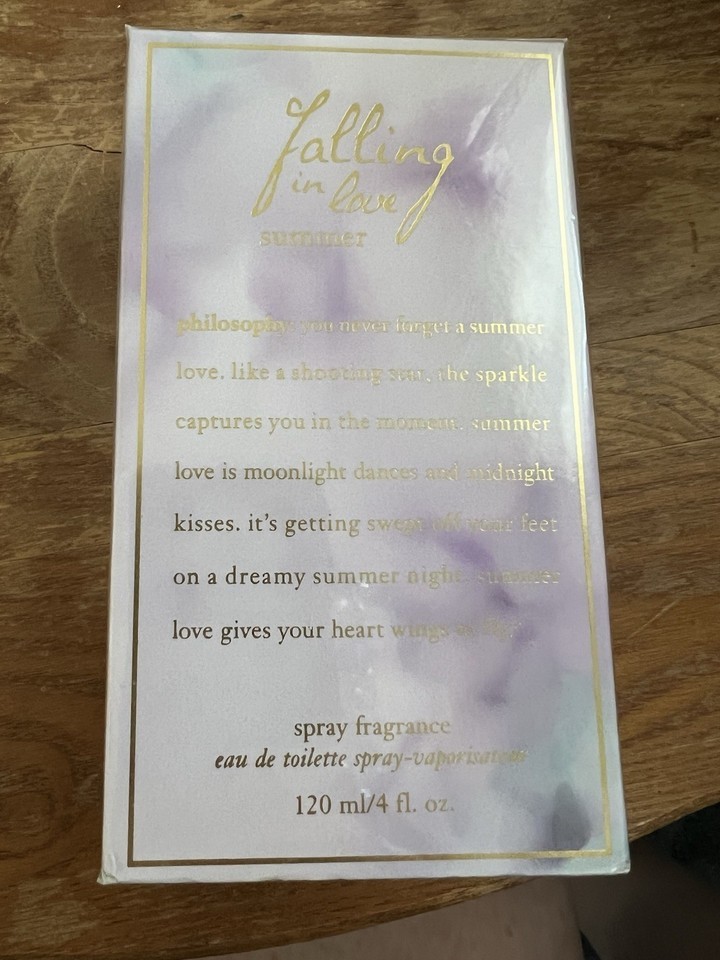 falling
in love
summer
philosophy: you never forget a summer
love. like a shooting star, the sparkle
captures you in the moment. summer
love is moonlight dances and midnight
kisses. it's getting swept off your feet
on a dreamy summer night. summer
love gives your heart wings to fly.
spray fragrance
eau de toilette spray-vaporisateur
120 ml/4 fl. oz.